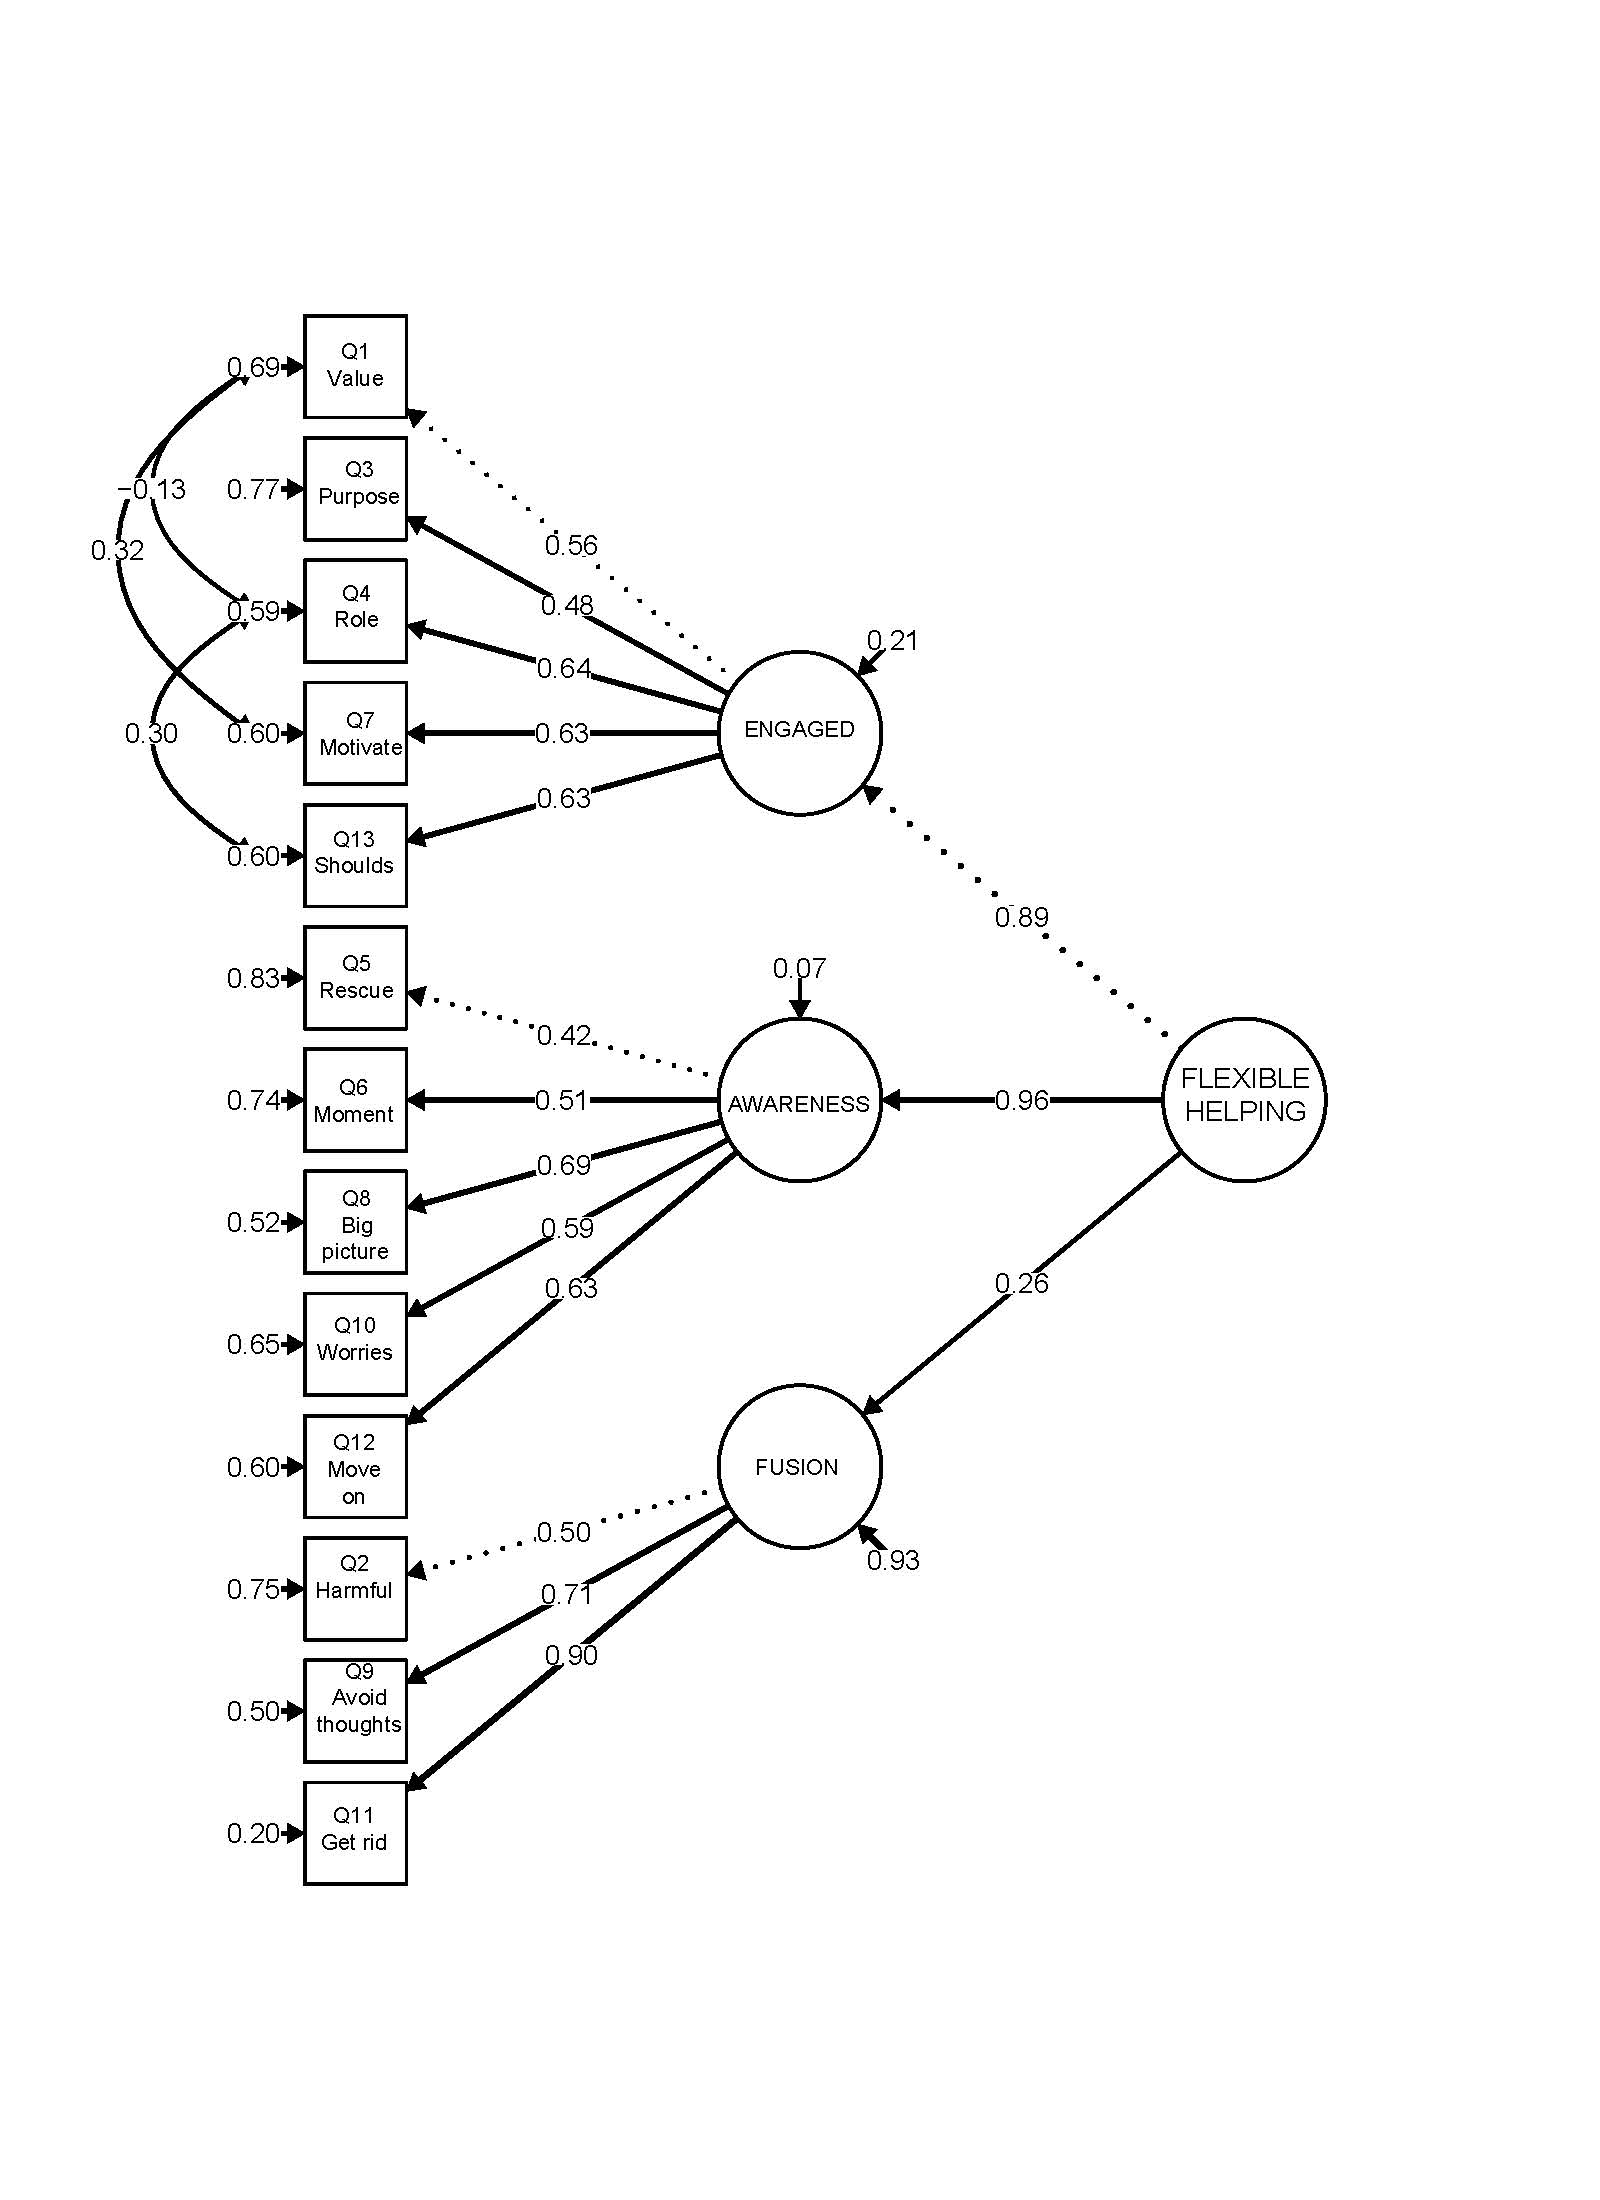 0.69
Q1
Value
−0.13
0.77
Q3
Purpose
0.56
0.32
0.59
Q4
Role
0.48
0.64
0.21
0.30
0.60
Q7
Motivate
0.63
ENGAGED
0.63
0.60
Q13
Shoulds
0.89
0.83
Q5
Rescue
0.07
0.42
0.74
Q6
Moment
0.51
AWARENESS
0.96
FLEXIBLE
HELPING
0.69
0.52
Q8
Big
picture
0.59
0.63
0.26
0.65
Q10
Worries
0.60
Q12
Move
on
FUSION
0.50
0.93
0.75
Q2
Harmful
0.71
0.90
0.50
Q9
Avoid
thoughts
0.20
Q11
Get rid